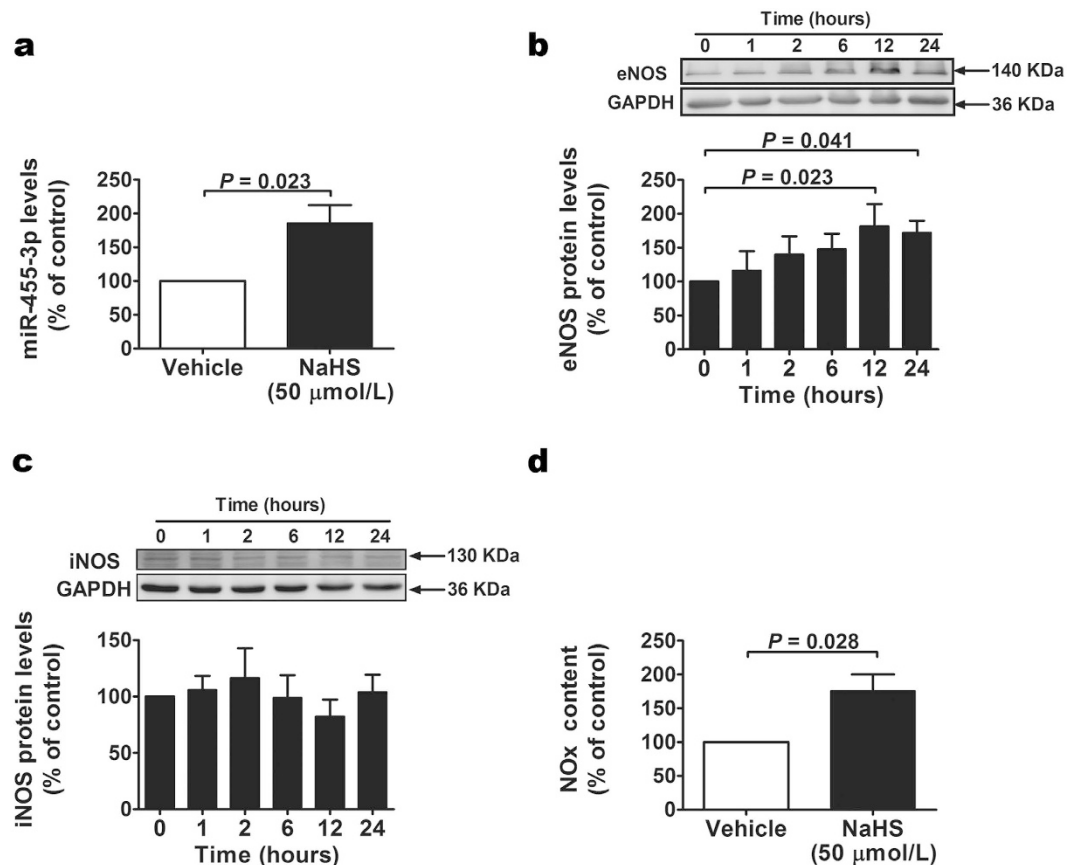 a
miR-455-3p levels
(% of control)
250
200
150
100
50
0
P = 0.023
Vehicle
NaHS
(50 μmol/L)
b
Time (hours)
0 1 2 6 12 24
eNOS
140 KDa
GAPDH
36 KDa
P = 0.041
P = 0.023
eNOS protein levels
(% of control)
250
200
150
100
50
0
0 1 2 6 12 24
Time (hours)
c
Time (hours)
0 1 2 6 12 24
iNOS
130 KDa
GAPDH
36 KDa
iNOS protein levels
(% of control)
150
100
50
0
0 1 2 6 12 24
Time (hours)
d
NOx content
(% of control)
250
200
150
100
50
0
P = 0.028
Vehicle
NaHS
(50 μmol/L)